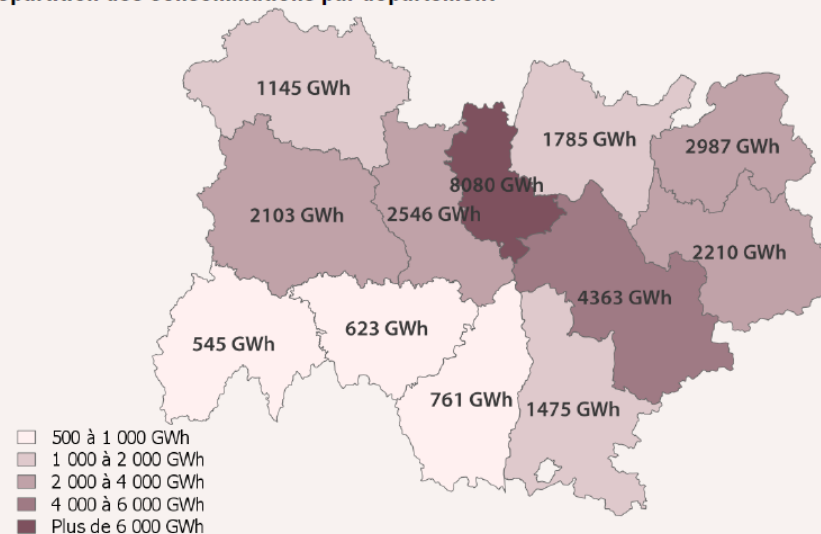 1145 GWh
1785 GWh
2987 GWh
8080 GWh
2103 GWh
2546 GWh
2210 GWh
4363 GWh
623 GWh
545 GWh
761 GWh
1475 GWh
500 à 1 000 GWh
1 000 à 2 000 GWh
2 000 à 4 000 GWh
4 000 à 6 000 GWh
Plus de 6 000 GWh